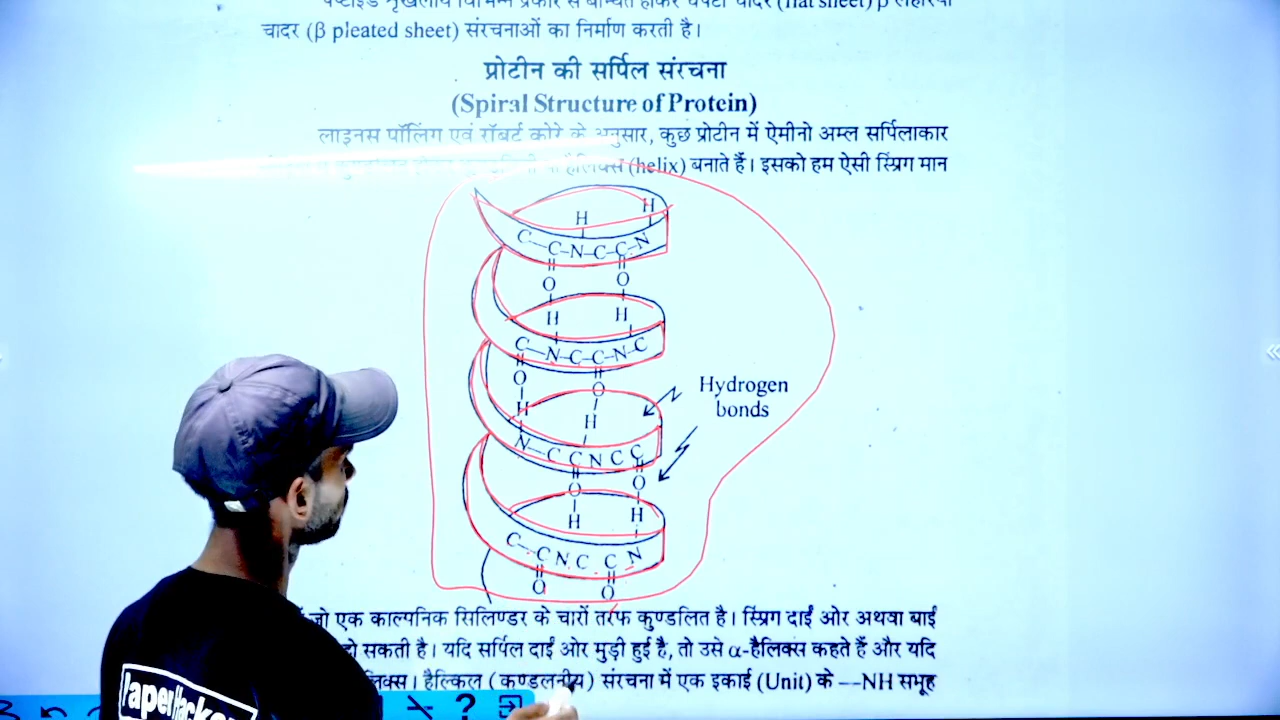 चादर (β pleated sheet) संरचनाओं का निर्माण करती है।
प्रोटीन की सर्पिल संरचना
(Spiral Structure of Protein)
लाइनस पॉलिंग एवं रॉबर्ट कोरे के अनुसार, कुछ प्रोटीन में ऐमीनो अम्ल सर्पिलाकार
हैलिक्स (helix) बनाते हैं। इसको हम ऐसी स्प्रिग मान
H H
C–C–N–C–C–N
O O
H H
C–N–C–C–N–C
O O
H H
N–C C N C C
O O
H H
C–C N C C N
O O
Hydrogen
bonds
जो एक काल्पनिक सिलिण्डर के चारों तरफ कुण्डलित है। स्प्रिग दाईं ओर अथवा बाईं
हो सकती है। यदि सर्पिल दाईं ओर मुड़ी हुई है, तो उसे α-हैलिक्स कहते हैं और यदि
हैल्किल (कुण्डलनीय) संरचना में एक इकाई (Unit) के —NH समूह
?